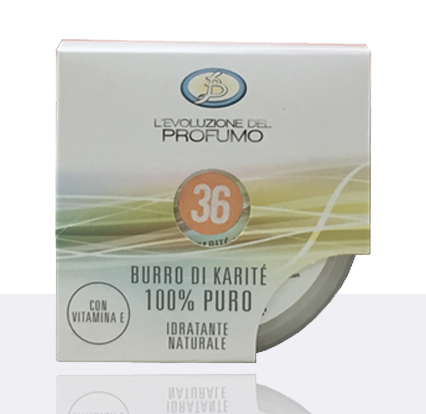 L'EVOLUZIONE DEL
PROFUMO
36
BURRO DI KARITÉ
100% PURO
CON
VITAMINA E
IDRATANTE
NATURALE